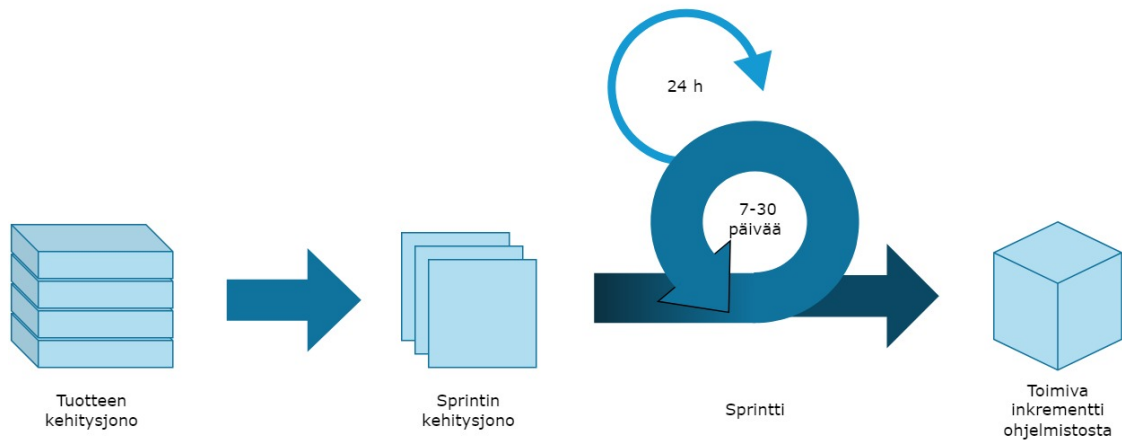 24 h
7-30
päivää
Tuotteen
kehitysjono
Sprintin
kehitysjono
Sprintti
Toimiva
inkrementti
ohjelmistosta